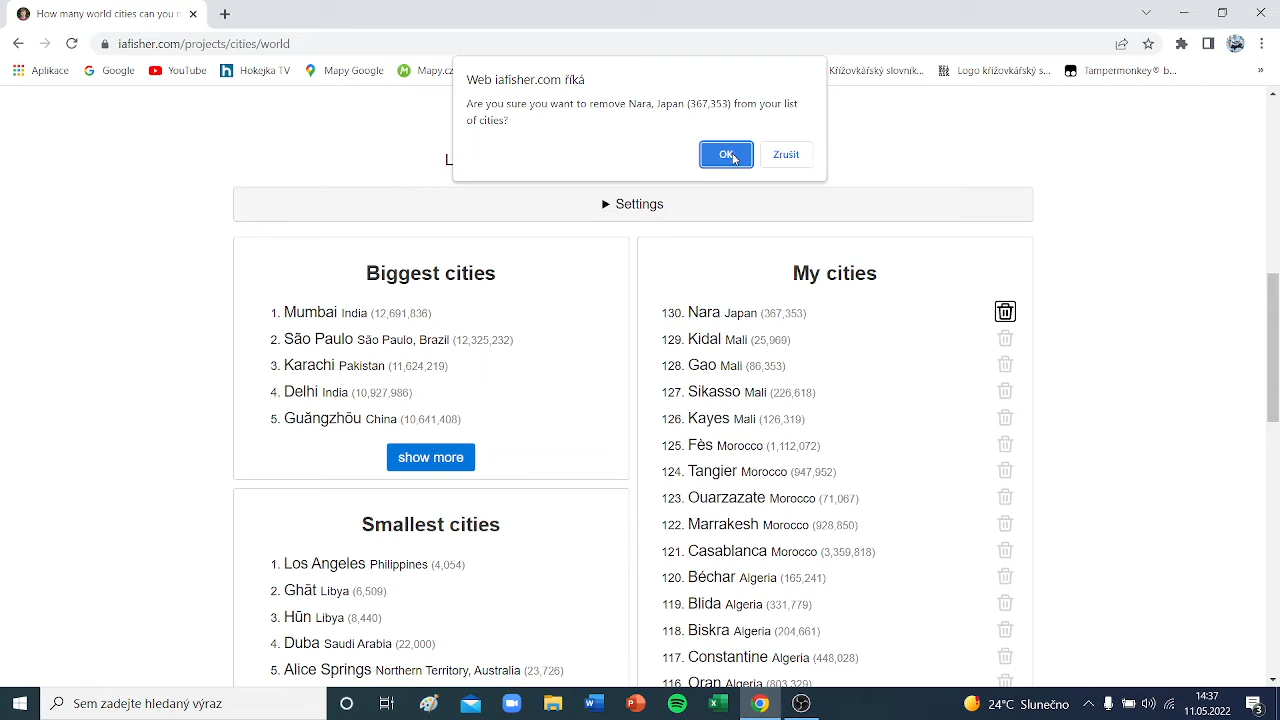 How many world cities can you
iafisher.com/projects/cities/world
Aplikace Google YouTube Hokejka TV Mapy Google Křížovkářský slovník... Logo křížovkářský s... Tampermonkey® b... »
Web iafisher.com říká
Are you sure you want to remove Nara, Japan (367,353) from your list
of cities?
OK Zrušit
▶ Settings
Biggest cities
1. Mumbai India (12,691,836)
2. São Paulo São Paulo, Brazil
3. Karachi Pakistan (11,624,219)
4. Delhi India (10,927,986)
5. Guangzhou China (10,641,408)
show more
Smallest cities
1. Los Angeles Philippines (4,054)
2. Ghat Libya (6,509)
3. Hūn Libya (8,440)
4. Duba Saudi Arabia (22,000)
5. Alice Springs Northern Territory, Australia
My cities
130. Nara Japan (367,353)
129. Kidal Mali (25,969)
128. Gao Mali (86,353)
127. Sikasso Mali (226,618)
126. Kayes Mali (126,319)
125. Fès Morocco (1,112,072)
124. Tangier Morocco (947,952)
123. Ouarzazate Morocco (71,067)
122. Marrakesh Morocco (928,850)
121. Casablanca Morocco (3,359,818)
120. Béchar Algeria (165,241)
119. Blida Algeria (331,779)
118. Biskra Algeria (204,661)
117. Constantine Algeria (448,028)
116. Oran Algeria (803,329)
Sem zadejte hledaný výraz
24°C Slunečno
14:37
11.05.2022